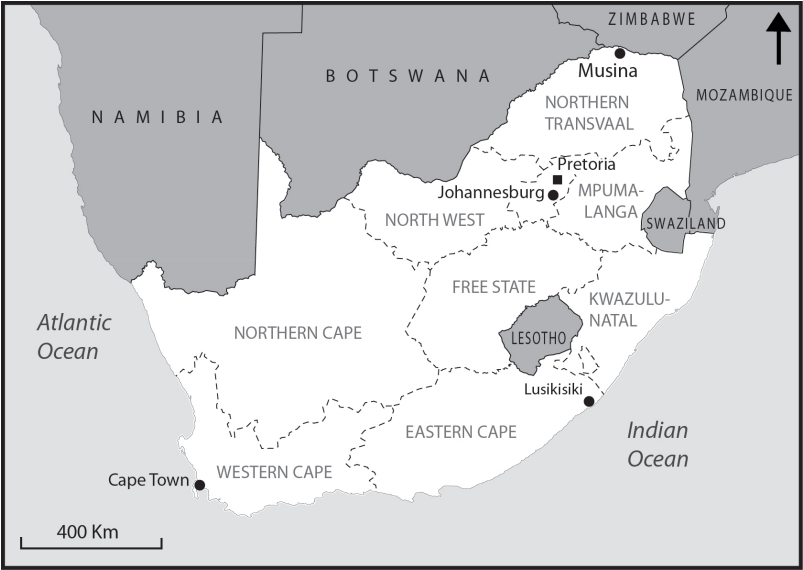 ZIMBABWE
BOTSWANA
Musina
MOZAMBIQUE
NAMIBIA
NORTHERN
TRANSVAAL
Pretoria
Johannesburg
MPUMA-
LANGA
NORTH WEST
SWAZILAND
FREE STATE
KWAZULU-
NATAL
Atlantic
Ocean
NORTHERN CAPE
LESOTHO
Lusikisiki
EASTERN CAPE
Indian
Ocean
WESTERN CAPE
Cape Town
400 Km